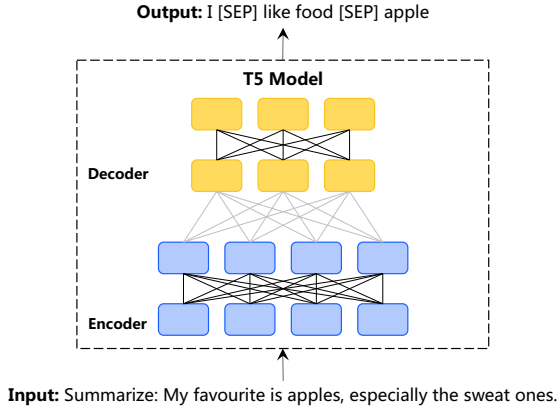 Output: I [SEP] like food [SEP] apple
T5 Model
Decoder
Encoder
Input: Summarize: My favourite is apples, especially the sweat ones.